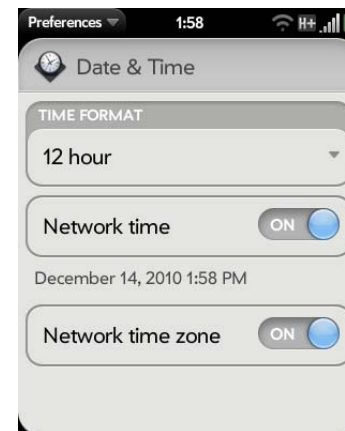 Preferences 1:58 H+
Date & Time
TIME FORMAT
12 hour
Network time ON
December 14, 2010 1:58 PM
Network time zone ON